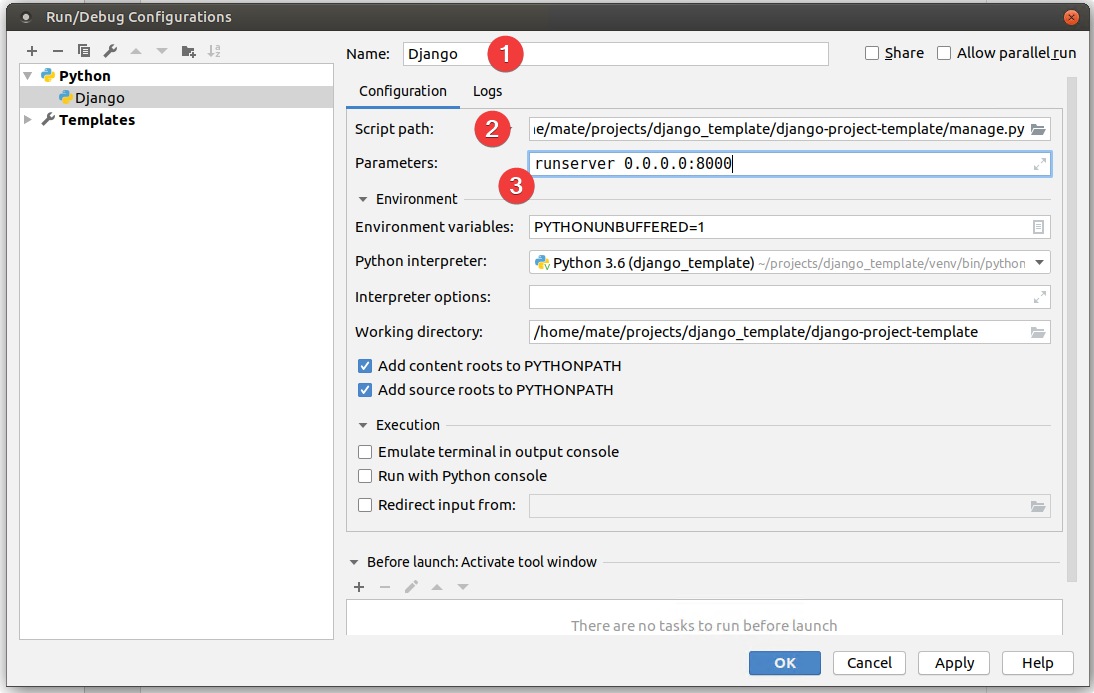 Run/Debug Configurations
Name: Django 1 Share Allow parallel run
Python
Django
Templates
Configuration Logs
Script path: 2 e/mate/projects/django_template/django-project-template/manage.py
Parameters: runserver 0.0.0.0:8000
3
Environment
Environment variables: PYTHONUNBUFFERED=1
Python interpreter: Python 3.6 (django_template) ~/projects/django_template/venv/bin/python
Interpreter options:
Working directory: /home/mate/projects/django_template/django-project-template
Add content roots to PYTHONPATH
Add source roots to PYTHONPATH
Execution
Emulate terminal in output console
Run with Python console
Redirect input from:
Before launch: Activate tool window
There are no tasks to run before launch
OK Cancel Apply Help